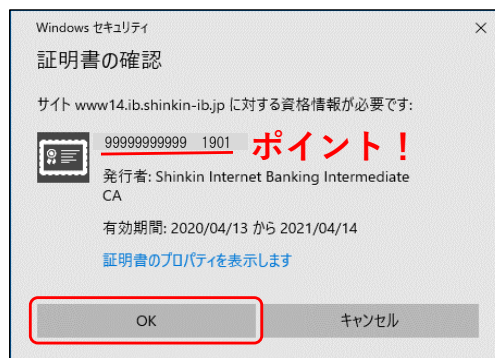 Windows セキュリティ
証明書の確認
サイト www14.ib.shinkin-ib.jp に対する資格情報が必要です:
99999999999 1901 ポイント！
発行者: Shinkin Internet Banking Intermediate
CA
有効期間: 2020/04/13 から 2021/04/14
証明書のプロパティを表示します
OK キャンセル